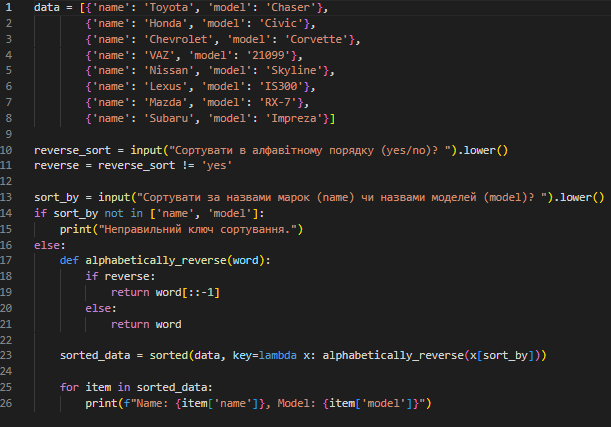 1 data = [{'name': 'Toyota', 'model': 'Chaser'},
2         {'name': 'Honda', 'model': 'Civic'},
3         {'name': 'Chevrolet', 'model': 'Corvette'},
4         {'name': 'VAZ', 'model': '21099'},
5         {'name': 'Nissan', 'model': 'Skyline'},
6         {'name': 'Lexus', 'model': 'IS300'},
7         {'name': 'Mazda', 'model': 'RX-7'},
8         {'name': 'Subaru', 'model': 'Impreza'}]
9
10 reverse_sort = input("Сортувати в алфавітному порядку (yes/no)? ").lower()
11 reverse = reverse_sort != 'yes'
12
13 sort_by = input("Сортувати за назвами марок (name) чи назвами моделей (model)? ").lower()
14 if sort_by not in ['name', 'model']:
15     print("Неправильний ключ сортування.")
16 else:
17     def alphabetically_reverse(word):
18         if reverse:
19             return word[::-1]
20         else:
21             return word
22
23     sorted_data = sorted(data, key=lambda x: alphabetically_reverse(x[sort_by]))
24
25     for item in sorted_data:
26         print(f"Name: {item['name']}, Model: {item['model']}")